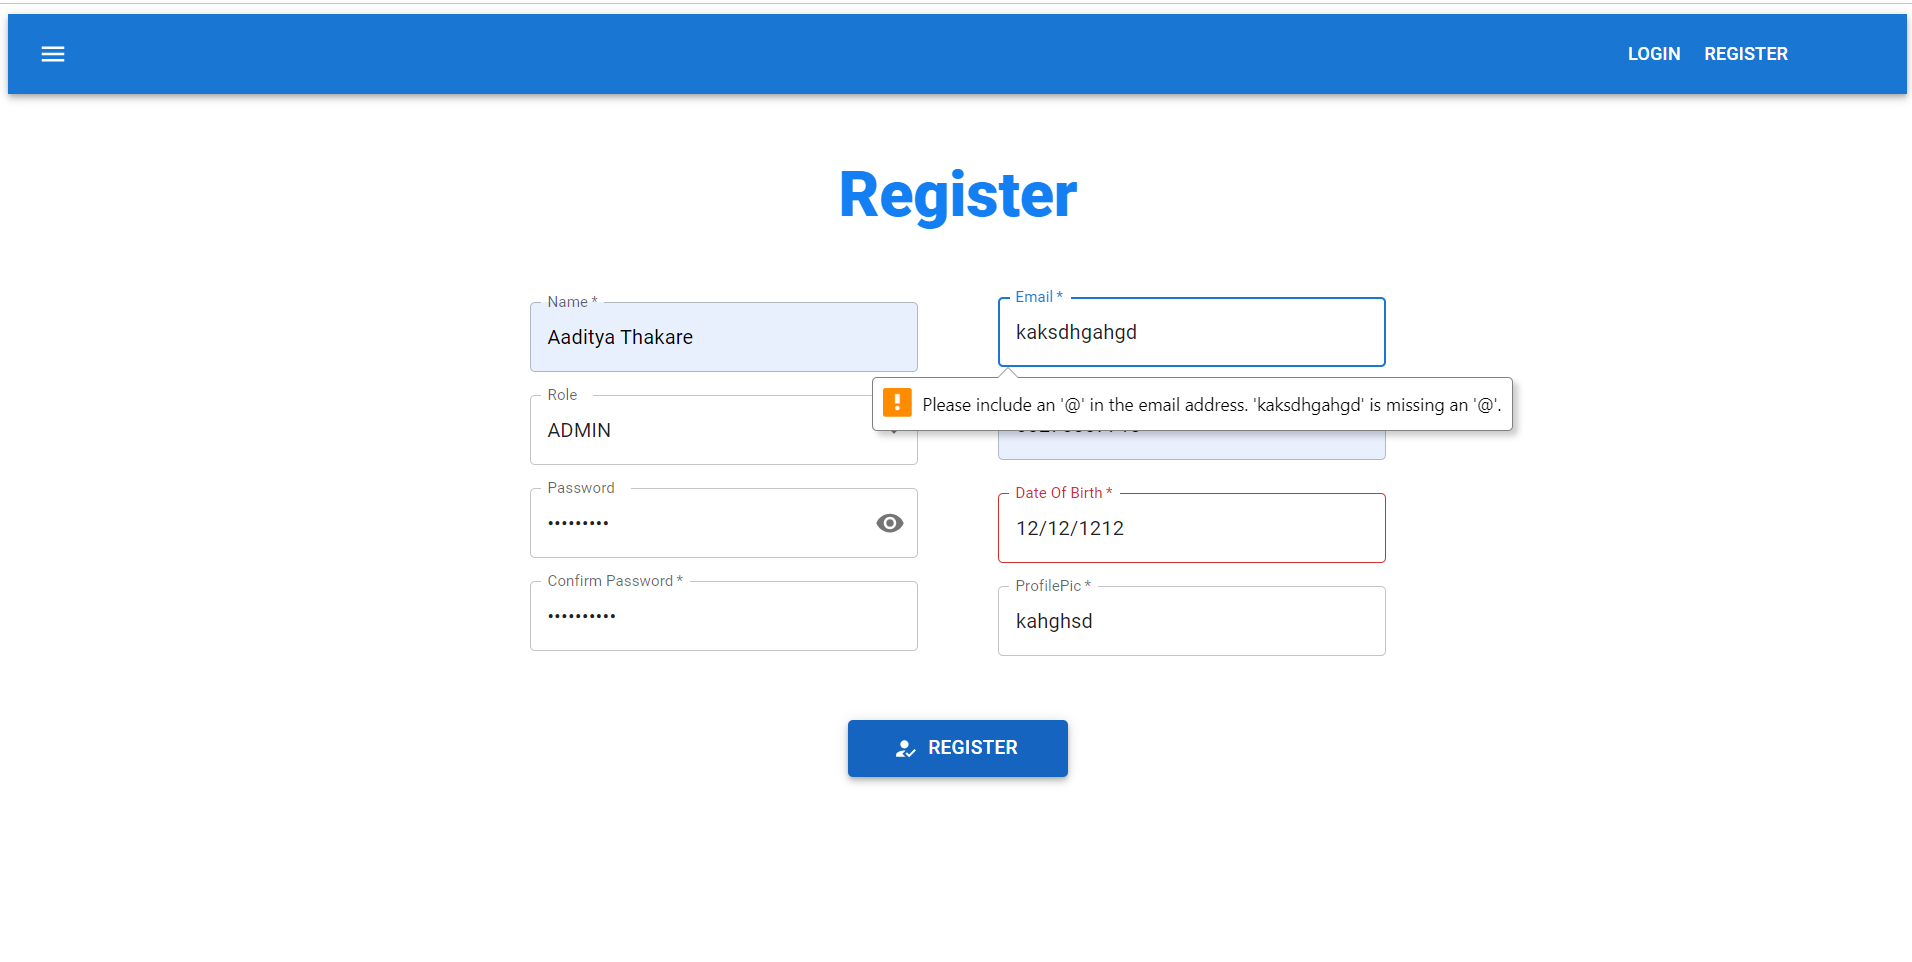 LOGIN REGISTER
Register
Name *
Aaditya Thakare
Email *
kaksdhgahgd
Please include an '@' in the email address. 'kaksdhgahgd' is missing an '@'.
Role
ADMIN
Password
•••••••••
Date Of Birth *
12/12/1212
Confirm Password *
••••••••••
ProfilePic *
kahghsd
REGISTER